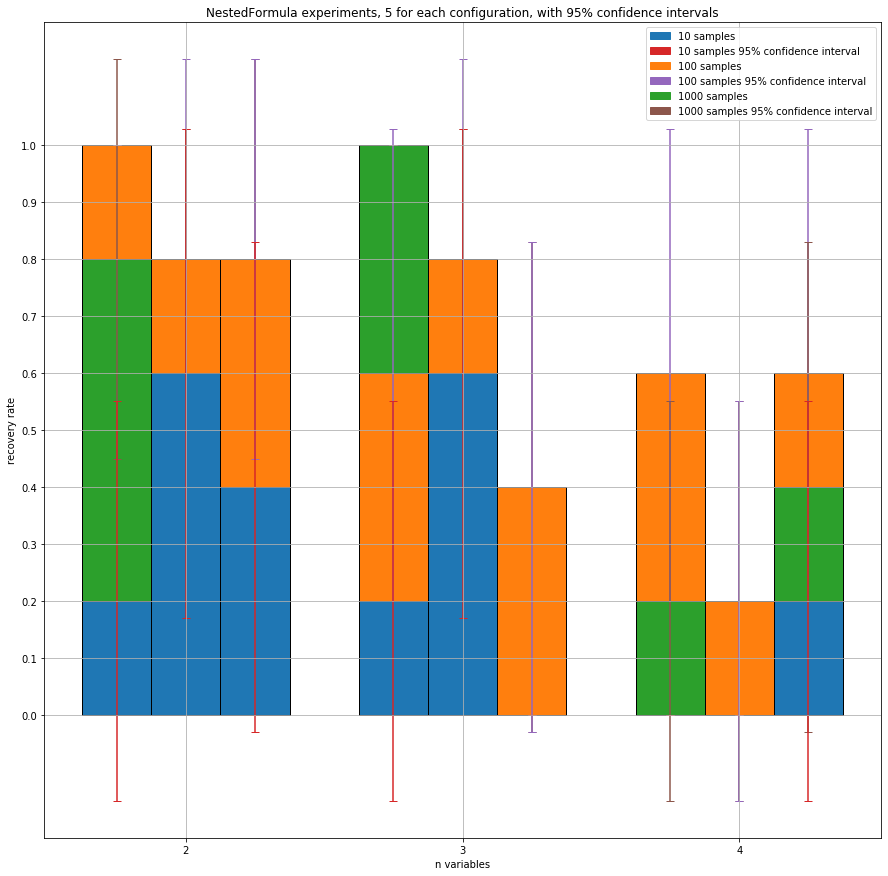 NestedFormula experiments, 5 for each configuration, with 95% confidence intervals
10 samples
10 samples 95% confidence interval
100 samples
100 samples 95% confidence interval
1000 samples
1000 samples 95% confidence interval
1.0
0.9
0.8
0.7
0.6
0.5
0.4
0.3
0.2
0.1
0.0
recovery rate
2 3 4
n variables